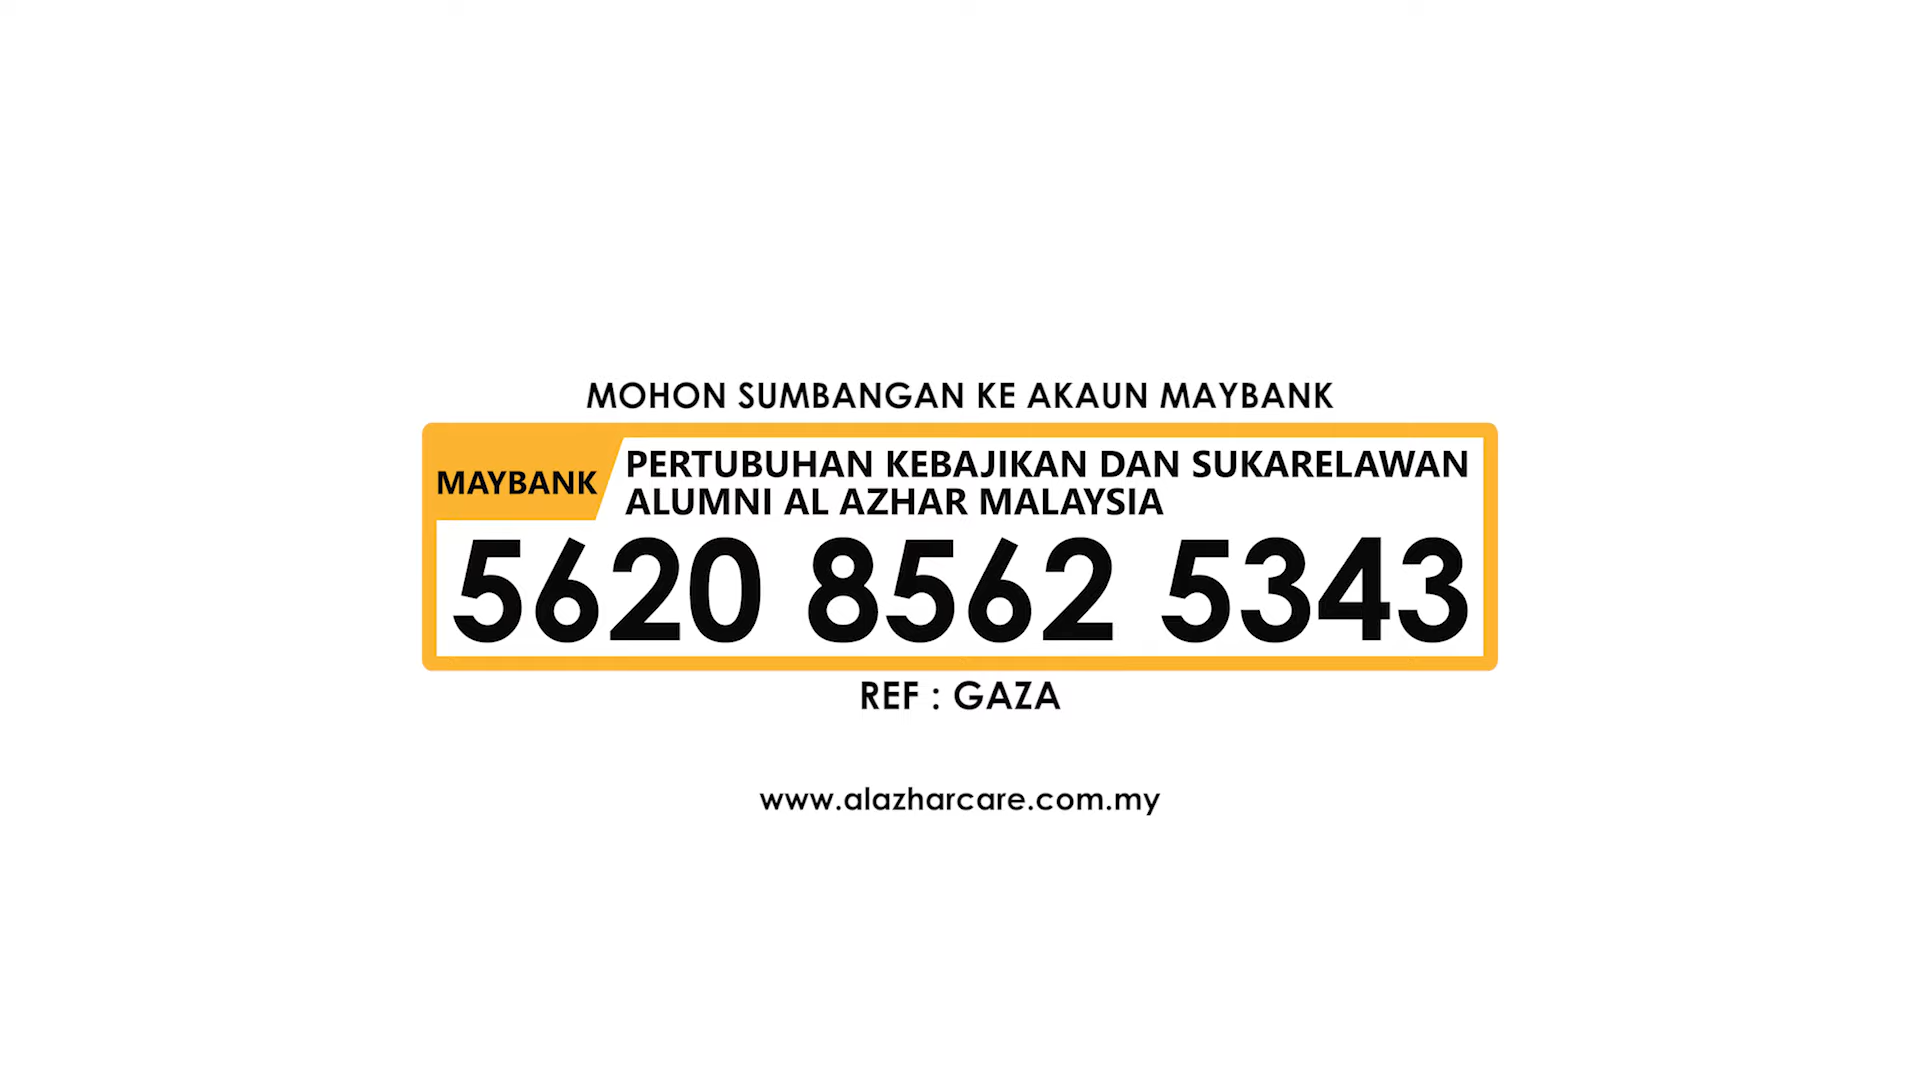 MOHON SUMBANGAN KE AKAUN MAYBANK
MAYBANK
PERTUBUHAN KEBAJIKAN DAN SUKARELAWAN
ALUMNI AL AZHAR MALAYSIA
5620 8562 5343
REF : GAZA
www.alazharcare.com.my